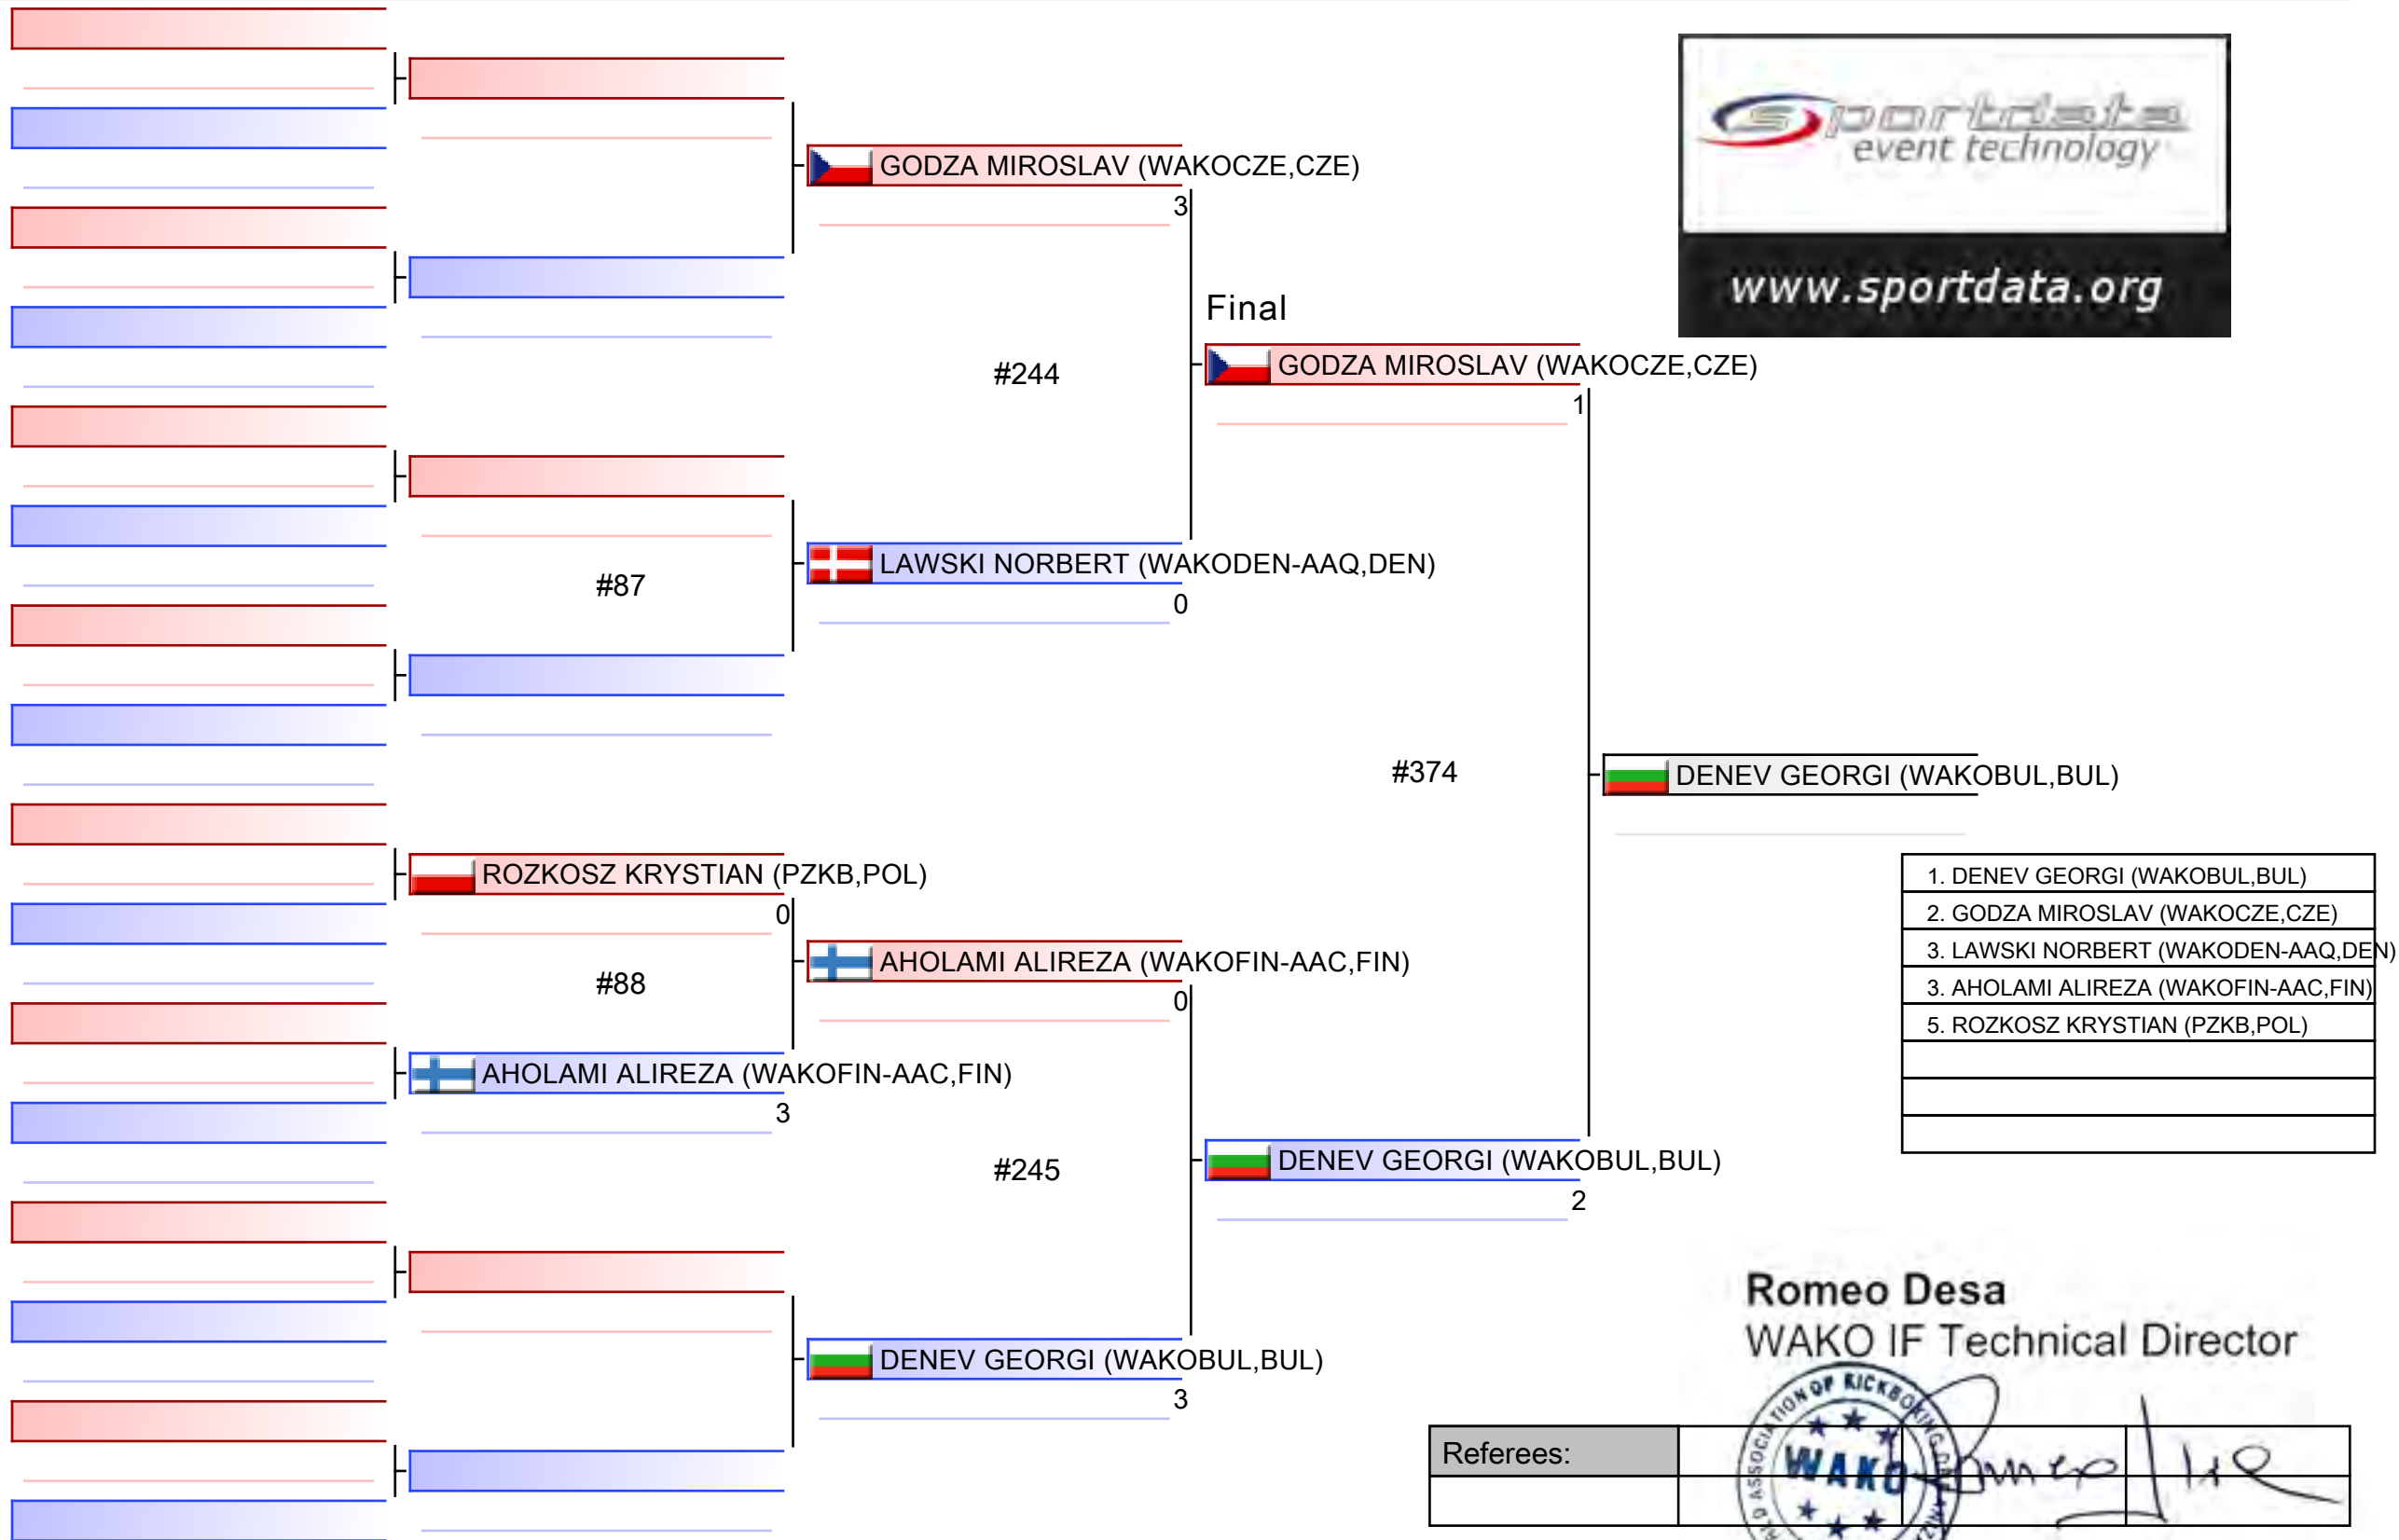 sportdata
event technology
www.sportdata.org
GODZA MIROSLAV (WAKOCZE,CZE)
3
Final
#244
GODZA MIROSLAV (WAKOCZE,CZE)
1
LAWSKI NORBERT (WAKODEN-AAQ,DEN)
#87
0
#374
DENEV GEORGI (WAKOBUL,BUL)
ROZKOSZ KRYSTIAN (PZKB,POL)
0
#88
AHOLAMI ALIREZA (WAKOFIN-AAC,FIN)
0
AHOLAMI ALIREZA (WAKOFIN-AAC,FIN)
3
#245
DENEV GEORGI (WAKOBUL,BUL)
2
DENEV GEORGI (WAKOBUL,BUL)
3
1. DENEV GEORGI (WAKOBUL,BUL)
2. GODZA MIROSLAV (WAKOCZE,CZE)
3. LAWSKI NORBERT (WAKODEN-AAQ,DEN)
3. AHOLAMI ALIREZA (WAKOFIN-AAC,FIN)
5. ROZKOSZ KRYSTIAN (PZKB,POL)
Romeo Desa
WAKO IF Technical Director
ASSOCIATION OF KICKBOXING
WAKO
Referees: